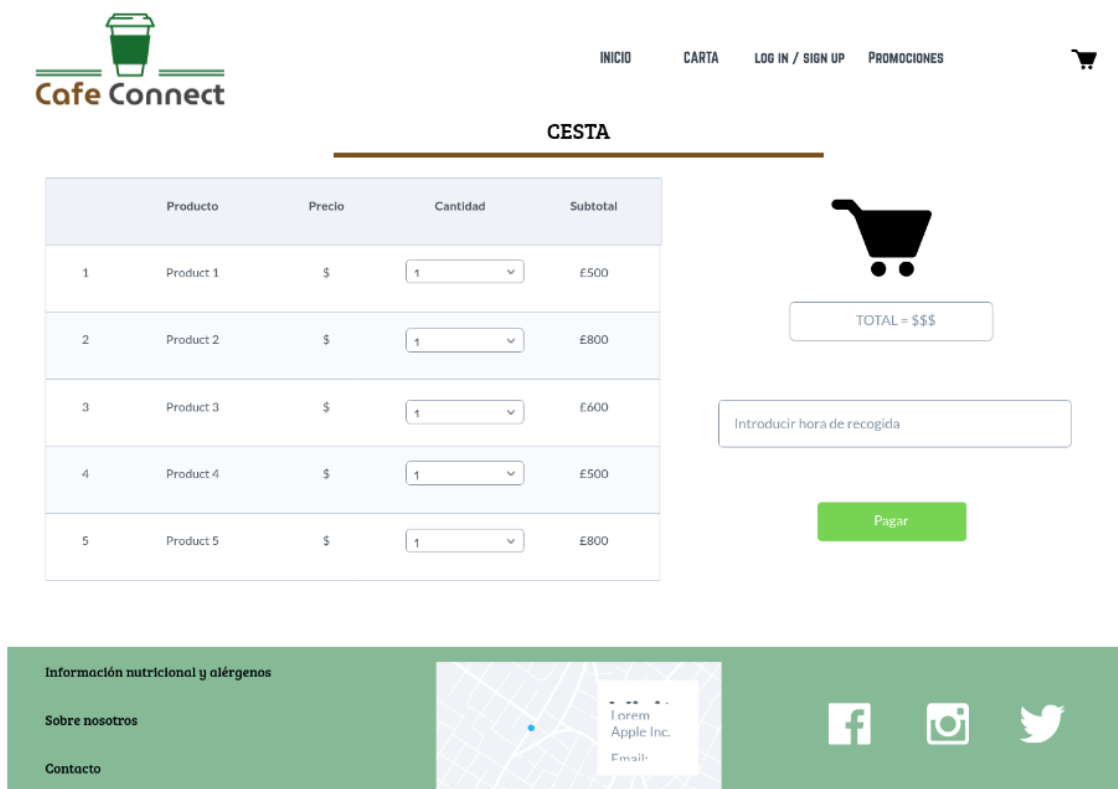 INICIO CARTA LOG IN / SIGN UP PROMOCIONES
Cafe Connect
CESTA
Producto Precio Cantidad Subtotal
1 Product 1 $ 1 £500
2 Product 2 $ 1 £800
3 Product 3 $ 1 £600
4 Product 4 $ 1 £500
5 Product 5 $ 1 £800
TOTAL = $$$
Introducir hora de recogida
Pagar
Información nutricional y alérgenos
Sobre nosotros
Contacto
Lorem
Apple Inc.
Email: